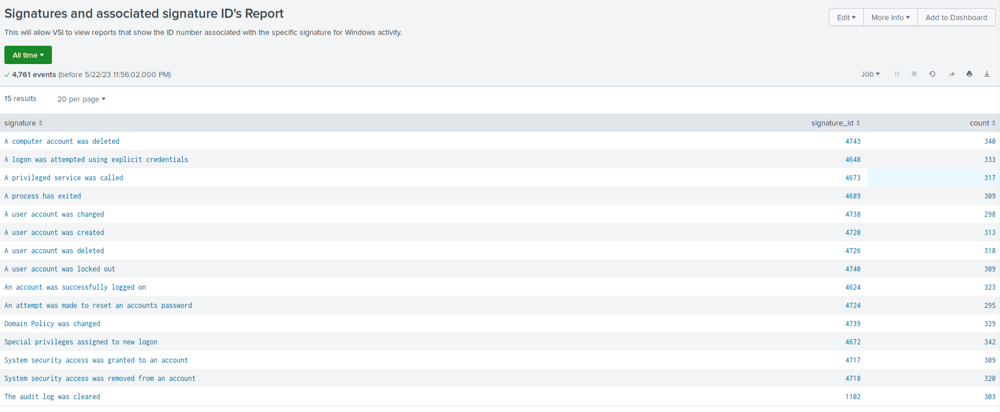 Signatures and associated signature ID's Report
Edit More Info Add to Dashboard
This will allow VSI to view reports that show the ID number associated with the specific signature for Windows activity.
All time
4,761 events (before 5/22/23 11:56:02.000 PM)
Job
15 results 20 per page
signature signature_id count
A computer account was deleted 4743 340
A logon was attempted using explicit credentials 4648 333
A privileged service was called 4673 317
A process has exited 4689 309
A user account was changed 4738 298
A user account was created 4720 313
A user account was deleted 4726 318
A user account was locked out 4740 309
An account was successfully logged on 4624 323
An attempt was made to reset an accounts password 4724 295
Domain Policy was changed 4739 329
Special privileges assigned to new logon 4672 342
System security access was granted to an account 4717 309
System security access was removed from an account 4718 320
The audit log was cleared 1102 303